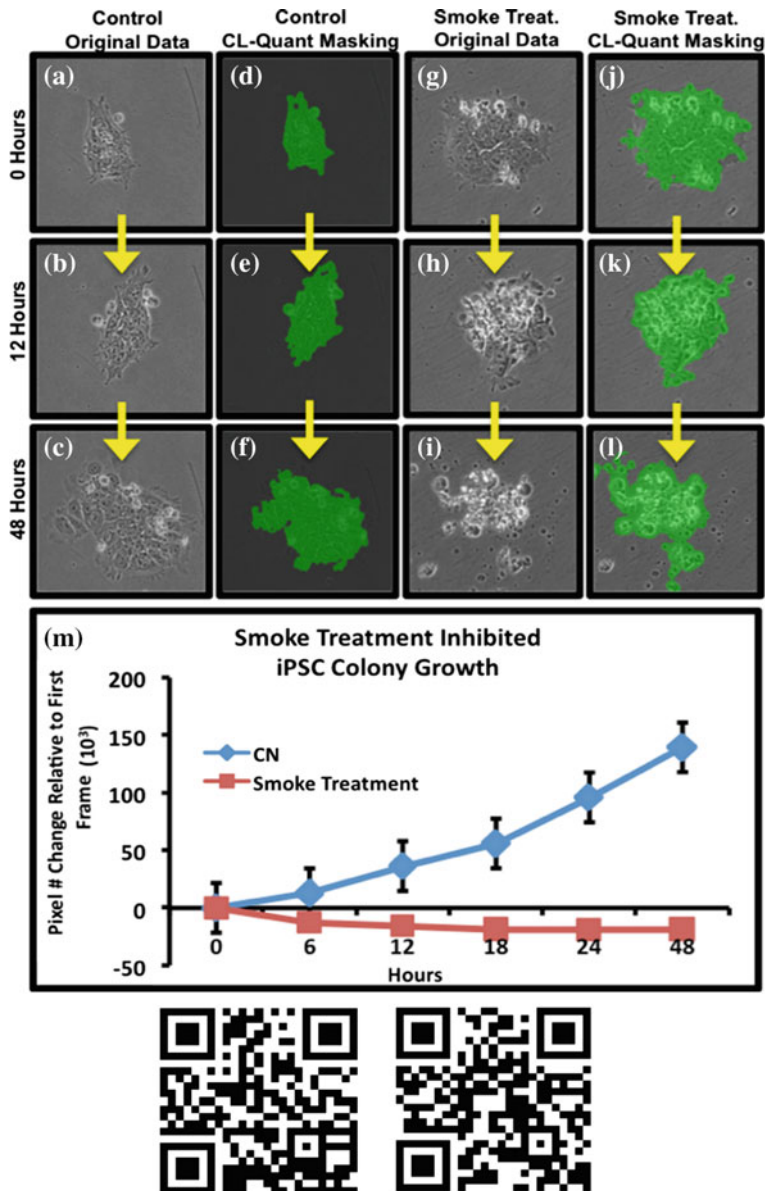 Control
Original Data
Control
CL-Quant Masking
Smoke Treat.
Original Data
Smoke Treat.
CL-Quant Masking
0 Hours
(a)
(d)
(g)
(j)
12 Hours
(b)
(e)
(h)
(k)
48 Hours
(c)
(f)
(i)
(l)
(m)
Smoke Treatment Inhibited
iPSC Colony Growth
Pixel # Change Relative to First
Frame (10³)
200
150
100
50
0
-50
CN
Smoke Treatment
0 6 12 18 24 48
Hours